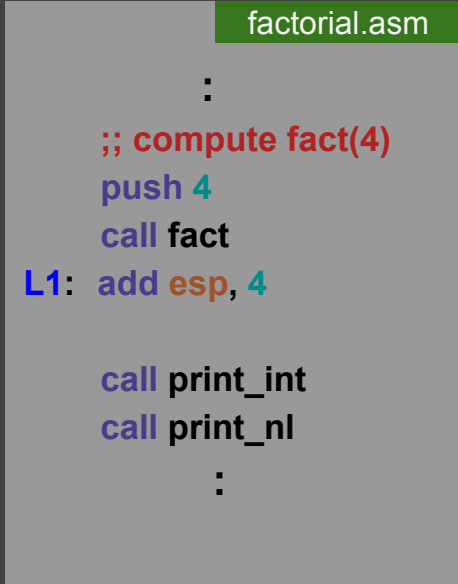 factorial.asm
:
;; compute fact(4)
push 4
call fact
L1: add esp, 4
call print_int
call print_nl
: